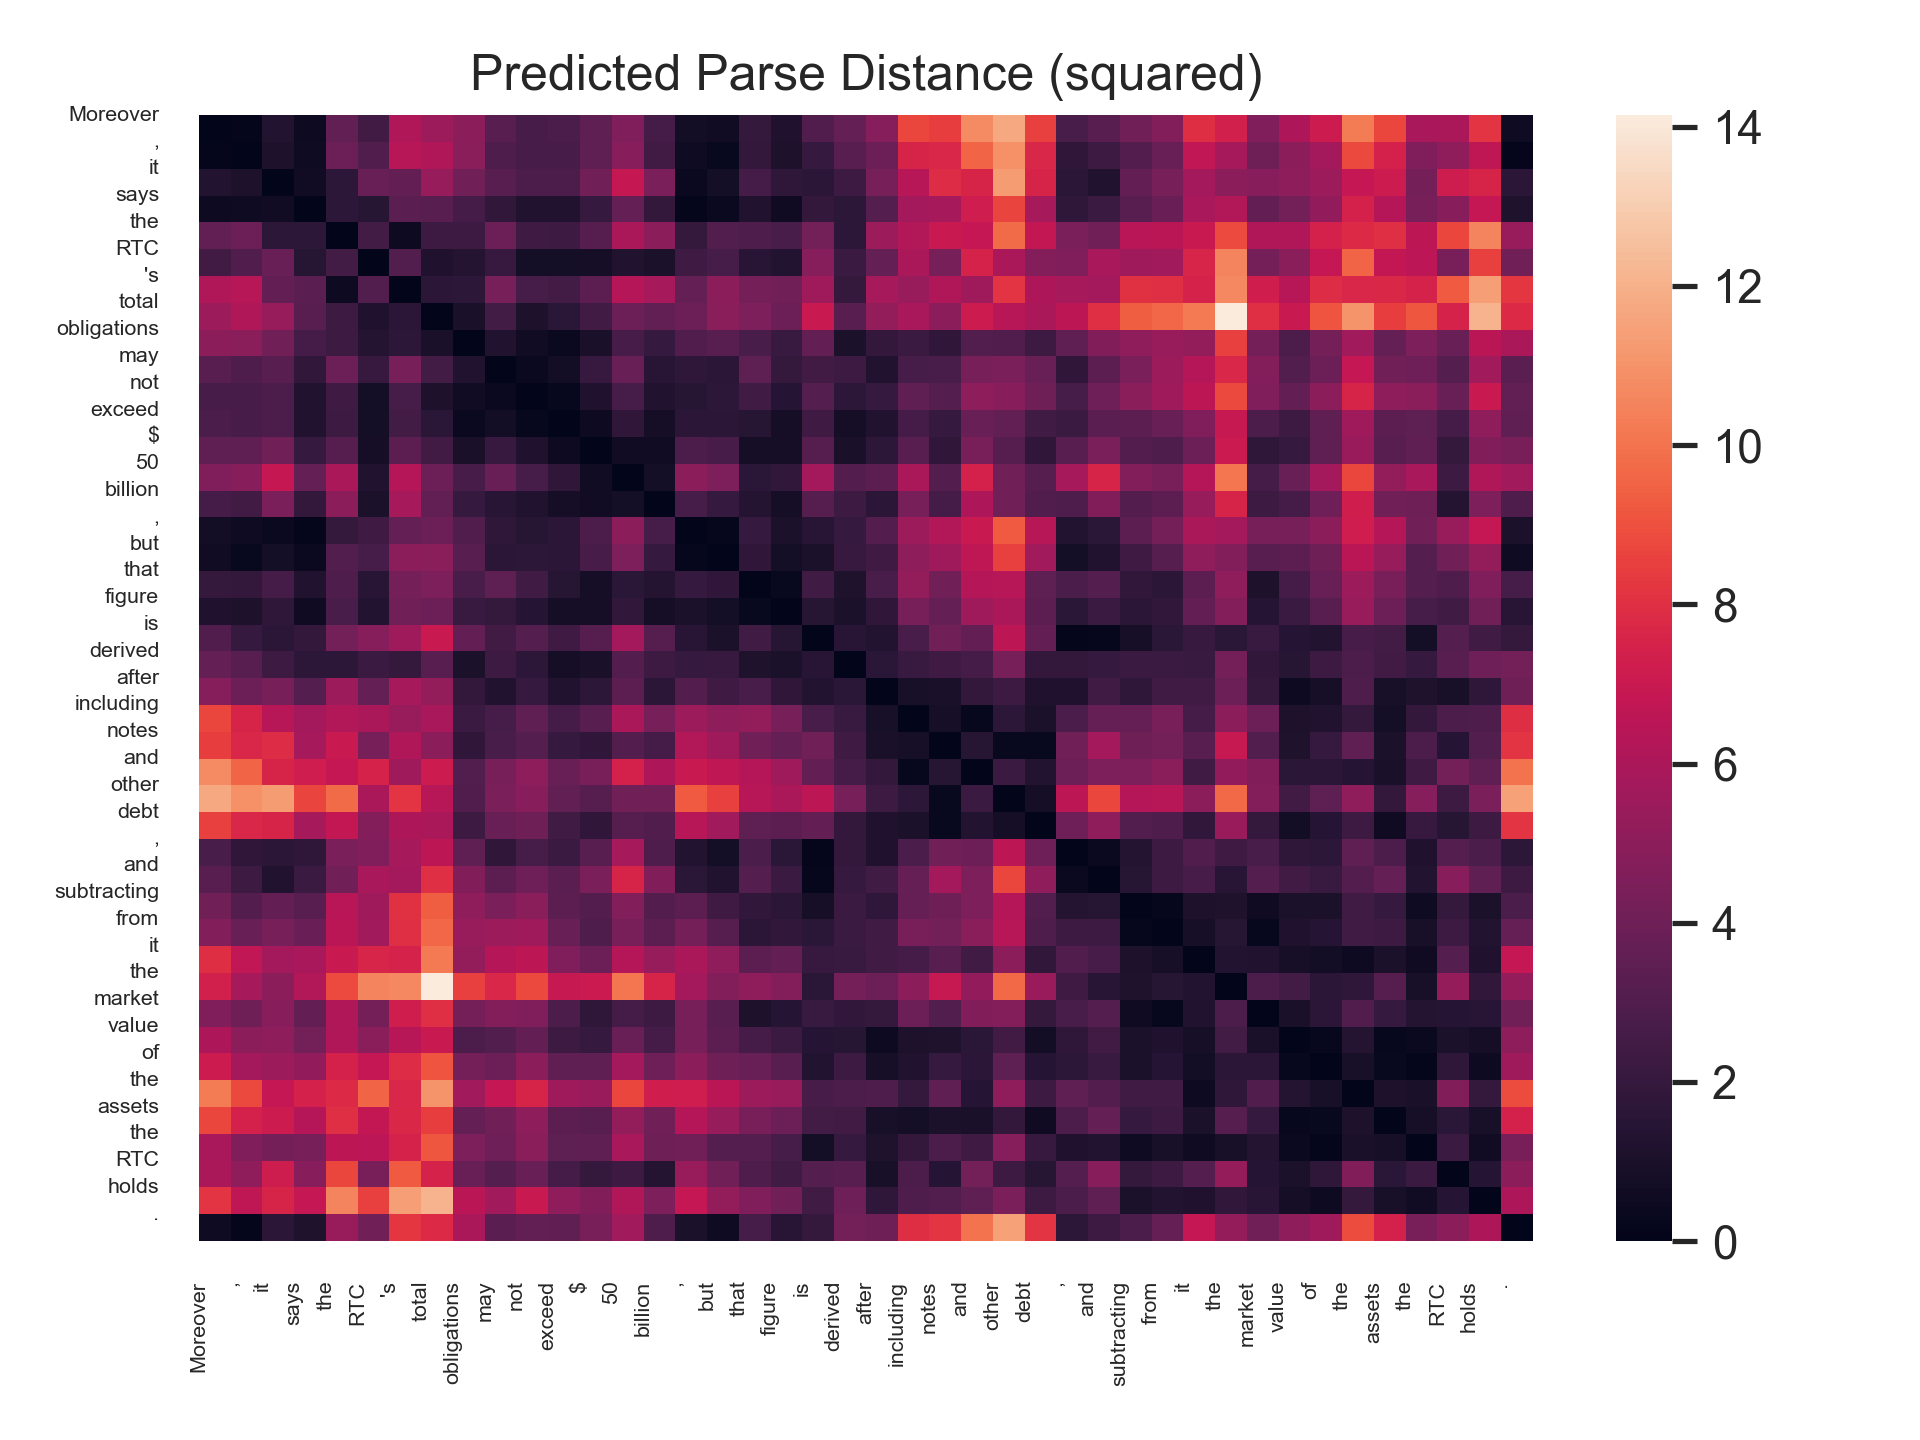 Predicted Parse Distance (squared)
Moreover
,
it
says
the
RTC
's
total
obligations
may
not
exceed
$
50
billion
,
but
that
figure
is
derived
after
including
notes
and
other
debt
,
and
subtracting
from
it
the
market
value
of
the
assets
the
RTC
holds
.
14
12
10
8
6
4
2
0
Moreover
,
it
says
the
RTC
's
total
obligations
may
not
exceed
$
50
billion
,
but
that
figure
is
derived
after
including
notes
and
other
debt
,
and
subtracting
from
it
the
market
value
of
the
assets
the
RTC
holds
.